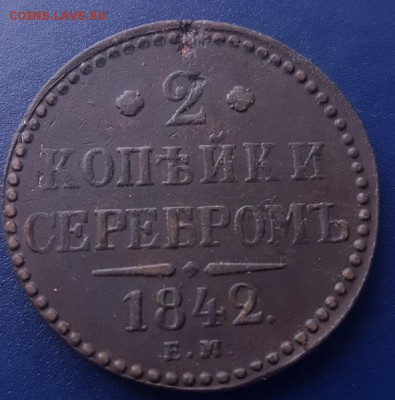 COINS.LAVE.RU
2
КОПѢЙКИ
СЕРЕБРОМЪ
1842.
Е.М.